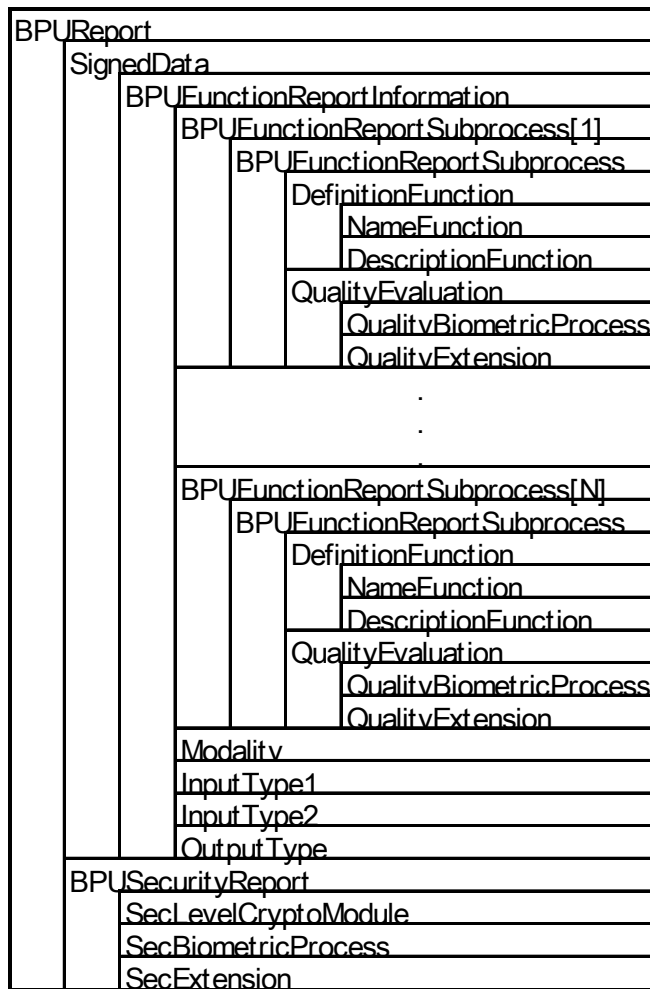 BPUReport
SignedData
BPUFunctionReportInformation
BPUFunctionReportSubprocess[1]
BPUFunctionReportSubprocess
DefinitionFunction
NameFunction
DescriptionFunction
QualityEvaluation
QualityBiometricProcess
QualityExtension
.
.
.
BPUFunctionReportSubprocess[N]
BPUFunctionReportSubprocess
DefinitionFunction
NameFunction
DescriptionFunction
QualityEvaluation
QualityBiometricProcess
QualityExtension
Modality
InputType1
InputType2
OutputType
BPUSecurityReport
SecLevelCryptoModule
SecBiometricProcess
SecExtension